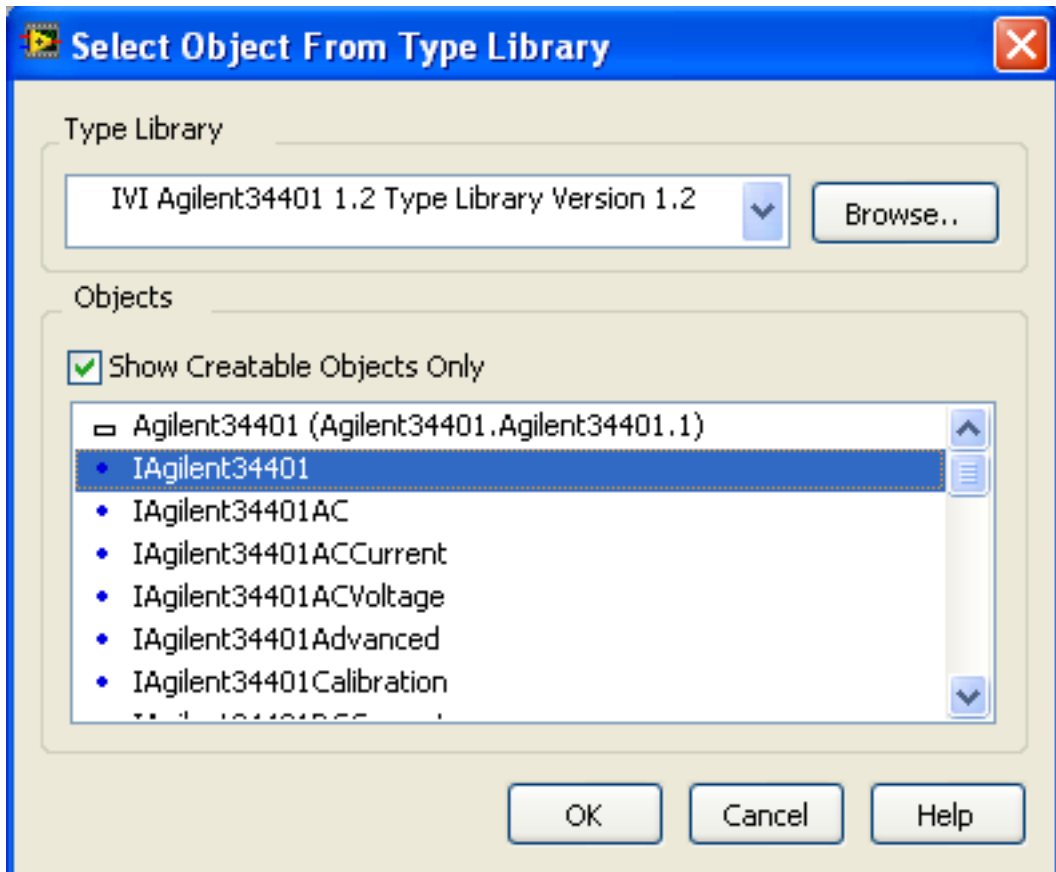 Select Object From Type Library
Type Library
IVI Agilent34401 1.2 Type Library Version 1.2
Browse..
Objects
Show Creatable Objects Only
Agilent34401 (Agilent34401.Agilent34401.1)
IAgilent34401
IAgilent34401AC
IAgilent34401ACCurrent
IAgilent34401ACVoltage
IAgilent34401Advanced
IAgilent34401Calibration
OK Cancel Help